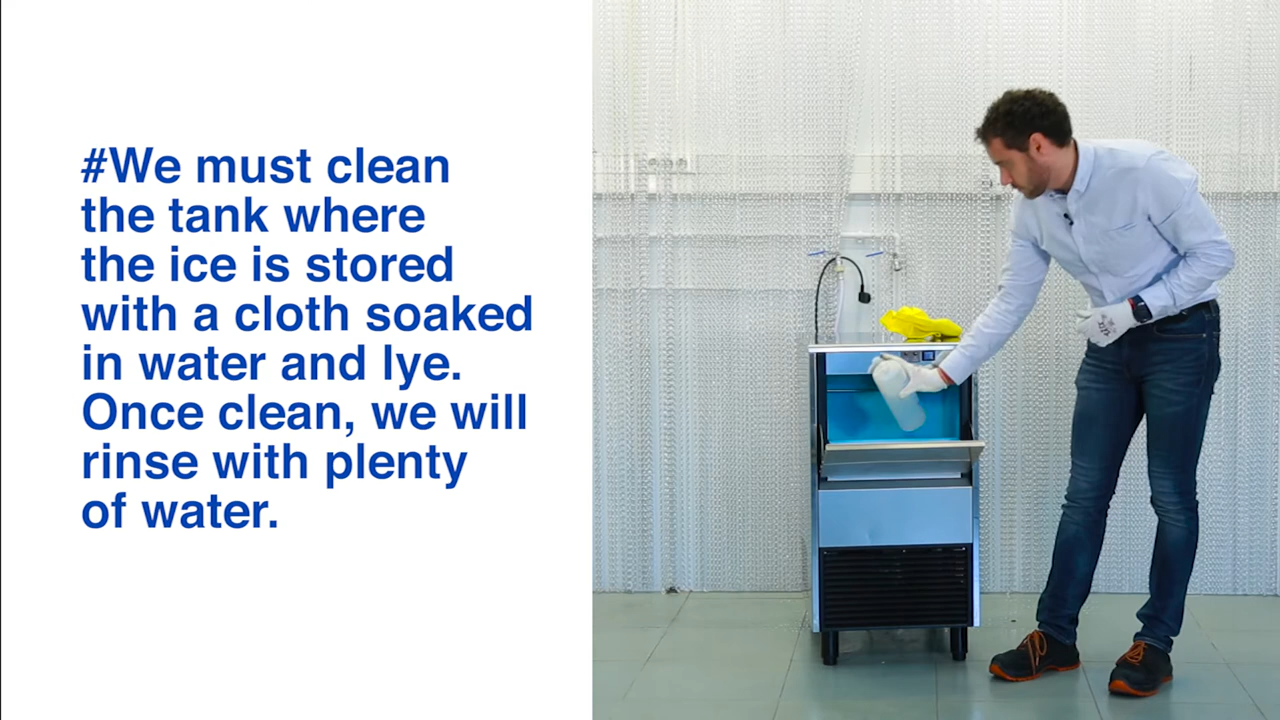 #We must clean
the tank where
the ice is stored
with a cloth soaked
in water and lye.
Once clean, we will
rinse with plenty
of water.